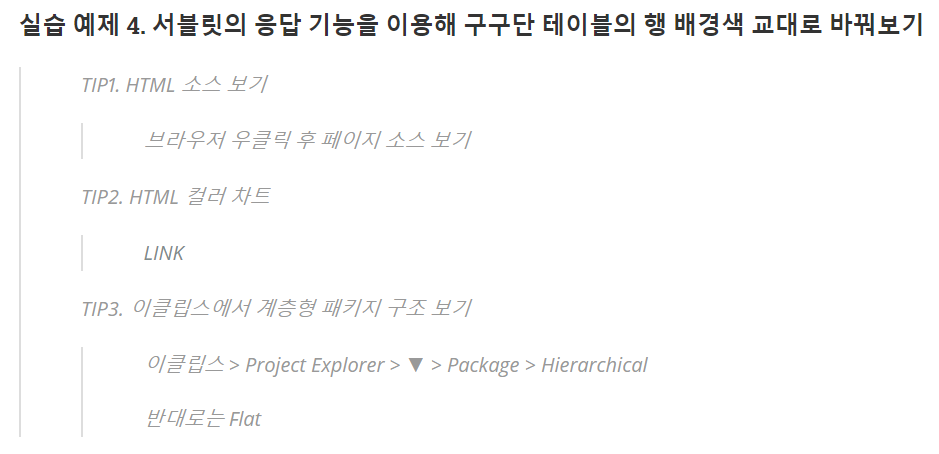 실습 예제 4. 서블릿의 응답 기능을 이용해 구구단 테이블의 행 배경색 교대로 바꿔보기
TIP1. HTML 소스 보기
브라우저 우클릭 후 페이지 소스 보기
TIP2. HTML 컬러 차트
LINK
TIP3. 이클립스에서 계층형 패키지 구조 보기
이클립스 > Project Explorer > ▼ > Package > Hierarchical
반대로는 Flat